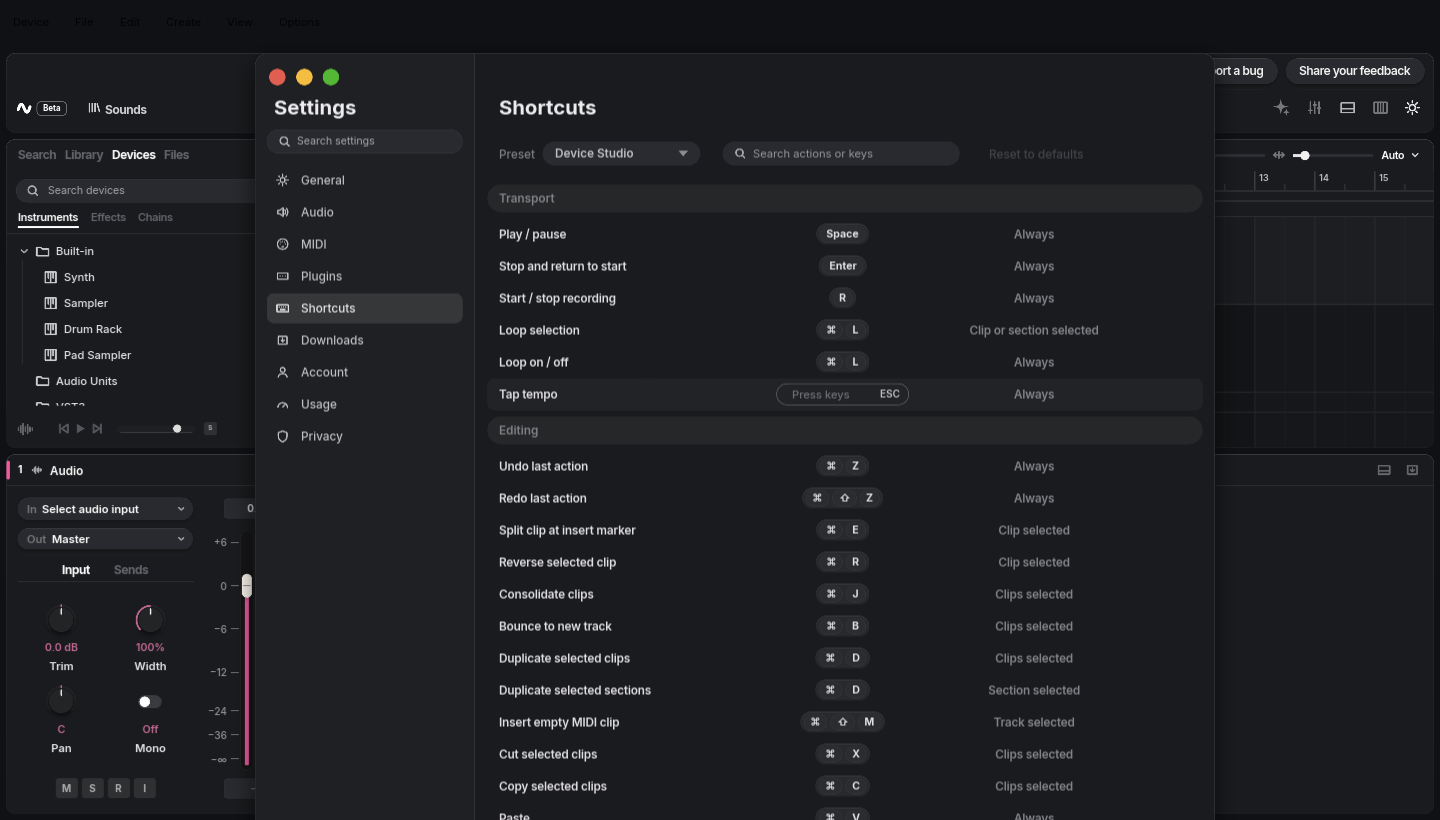 Device File Edit Create View Options
Report a bug Share your feedback
Beta Sounds
Search Library Devices Files
Search devices
Instruments Effects Chains
Built-in
Synth
Sampler
Drum Rack
Pad Sampler
Audio Units
VST3
S
1 Audio
In Select audio input
Out Master
Input Sends
0.0 dB 100%
Trim Width
C Off
Pan Mono
M S R I
0.
+6
0
−6
−12
−24
−36
−∞
Settings
Search settings
General
Audio
MIDI
Plugins
Shortcuts
Downloads
Account
Usage
Privacy
Shortcuts
Preset Device Studio Search actions or keys Reset to defaults
Transport
Play / pause Space Always
Stop and return to start Enter Always
Start / stop recording R Always
Loop selection ⌘ L Clip or section selected
Loop on / off ⌘ L Always
Tap tempo Press keys ESC Always
Editing
Undo last action ⌘ Z Always
Redo last action ⌘ ⇧ Z Always
Split clip at insert marker ⌘ E Clip selected
Reverse selected clip ⌘ R Clip selected
Consolidate clips ⌘ J Clips selected
Bounce to new track ⌘ B Clips selected
Duplicate selected clips ⌘ D Clips selected
Duplicate selected sections ⌘ D Section selected
Insert empty MIDI clip ⌘ ⇧ M Track selected
Cut selected clips ⌘ X Clips selected
Copy selected clips ⌘ C Clips selected
Paste ⌘ V Always
Auto
13 14 15